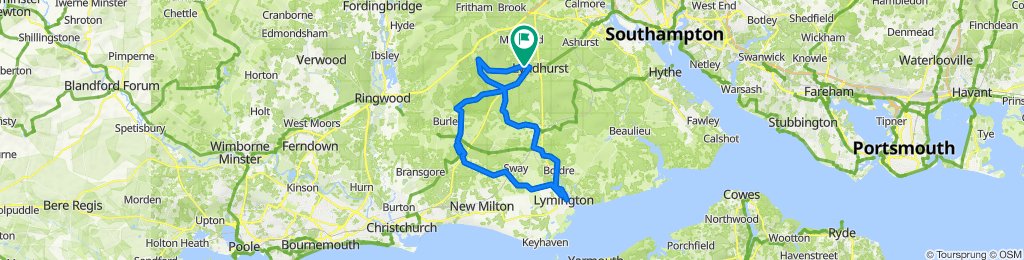 Iwerne Minster
Chettle
Cranborne
Fordingbridge
Fritham
Brook
Calmore
West End
Botley
Meonstoke
Shillingstone
Edmondsham
Hyde
Ashurst
Southampton
Shedfield
Denmead
Finchdean
Pimperne
Verwood
Ibsley
Lyndhurst
Hythe
Netley
Swanwick
Wickham
Waterlooville
Horton
Knowle
Blandford Forum
Ringwood
Warsash
Fareham
Havant
Prins
Holt
West Moors
Burley
Beaulieu
Fawley
Calshot
Stubbington
Tipner
Tye
Spetisbury
Wimborne
Minster
Ferndown
Portsmouth
Bransgore
Sway
Boldre
Kinson
Hurn
New Milton
Lymington
Cowes
Bere Regis
Morden
Upton
Burton
Christchurch
Northwood
Ryde
Holton Heath
Poole
Bournemouth
Keyhaven
Porchfield
Wootton
Havenstreet
Yarmouth
© Toursprung © OSM